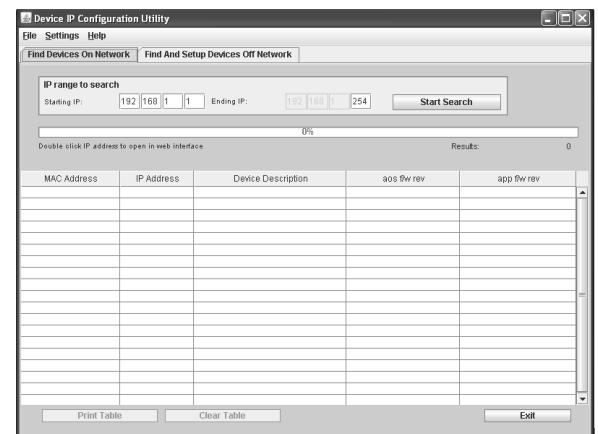 Device IP Configuration Utility
File Settings Help
Find Devices On Network Find And Setup Devices Off Network
IP range to search
Starting IP: 192 168 1 1 Ending IP: 192 168 1 254 Start Search
0%
Double click IP address to open in web interface Results: 0
MAC Address IP Address Device Description aos f/w rev app f/w rev
Print Table Clear Table Exit